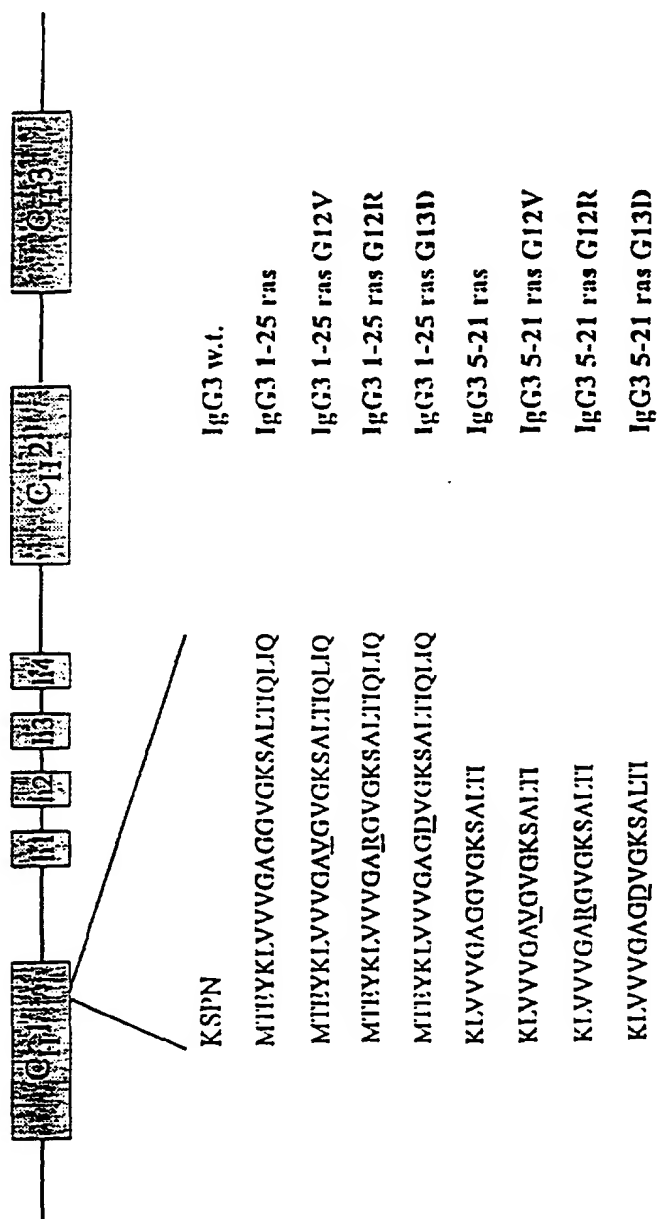 CH1 h1 h2 h3 h4 CH2 CH3
KSPN IgG3 w.t.
MTEYKLVVVGAGGVGKSALTIQLIQ IgG3 1-25 ras
MTEYKLVVVGAVGVGKSALTIQLIQ IgG3 1-25 ras G12V
MTEYKLVVVGARGVGKSALTIQLIQ IgG3 1-25 ras G12R
MTEYKLVVVGAGDVGKSALTIQLIQ IgG3 1-25 ras G13D
KLVVVGAGGVGKSALTI IgG3 5-21 ras
KLVVVGAVGVGKSALTI IgG3 5-21 ras G12V
KLVVVGARGVGKSALTI IgG3 5-21 ras G12R
KLVVVGAGDVGKSALTI IgG3 5-21 ras G13D